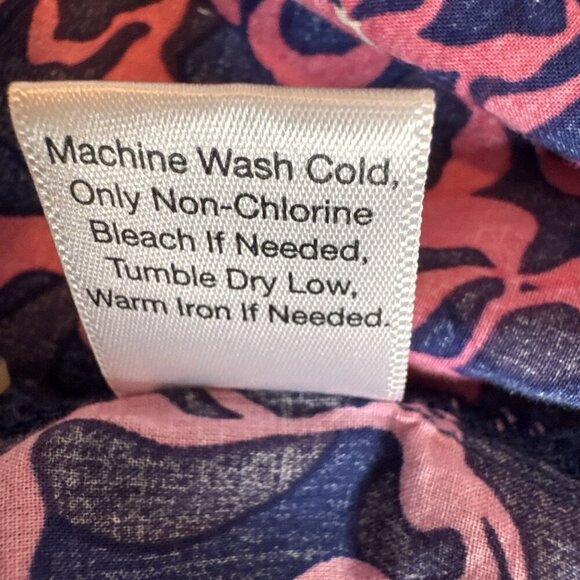 Machine Wash Cold,
Only Non-Chlorine
Bleach If Needed,
Tumble Dry Low,
Warm Iron If Needed.